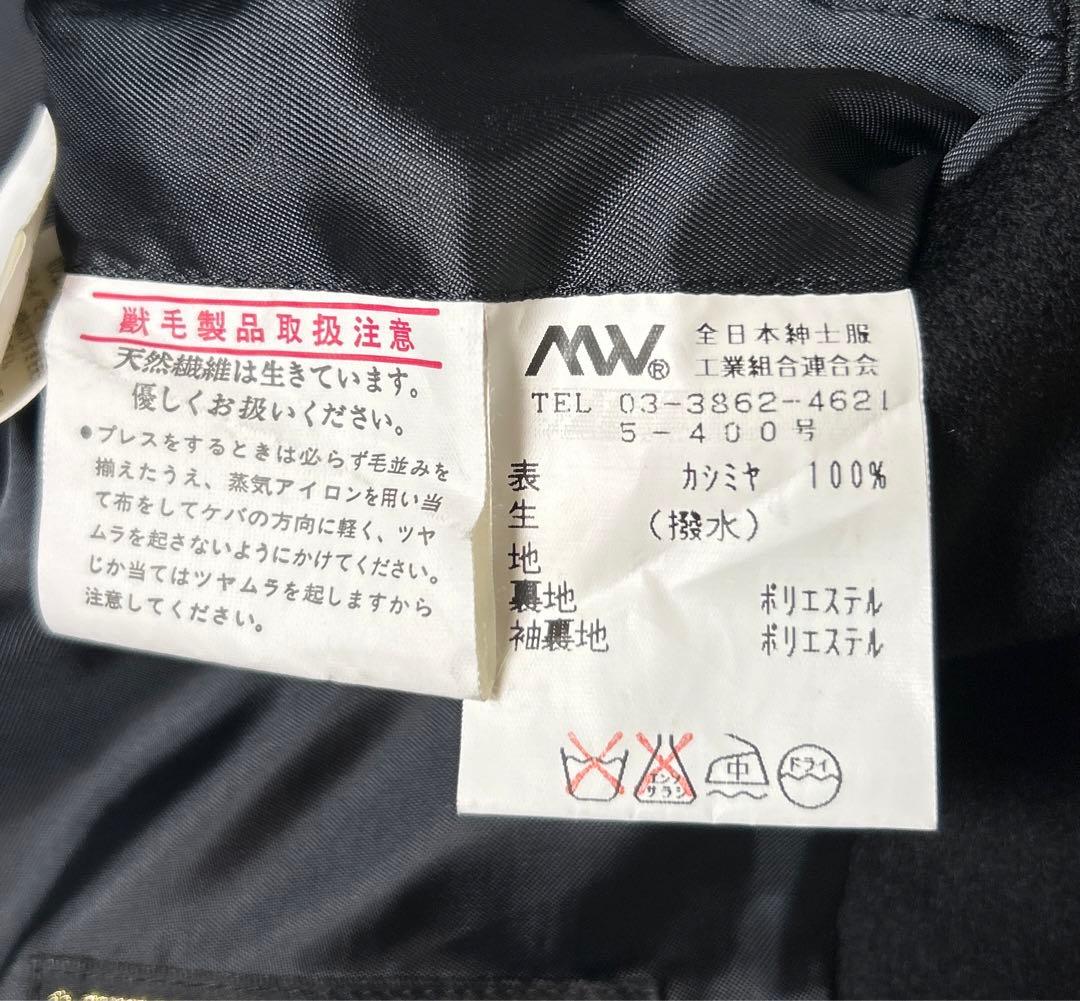 獣毛製品取扱注意
天然繊維は生きています。
優しくお扱いください。
●プレスをするときは必らず毛並みを
揃えたうえ、蒸気アイロンを用い当
て布をしてケバの方向に軽く、ツヤ
ムラを起さないようにかけてください。
じか当てはツヤムラを起しますから
注意してください。
MW® 全日本紳士服
工業組合連合会
TEL 03-3862-4621
5-400号
表生地 カシミヤ 100%
(撥水)
裏地 ポリエステル
袖裏地 ポリエステル
エンソサラシ 中 ドライ